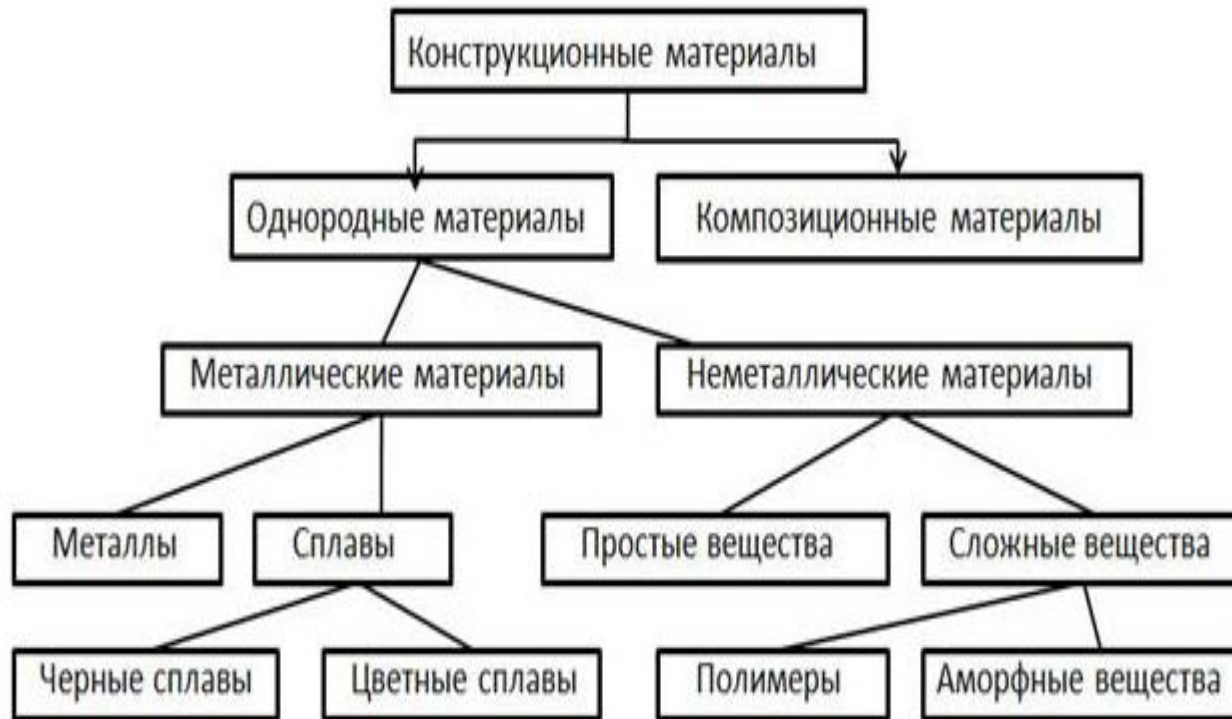 Конструкционные материалы
Однородные материалы
Композиционные материалы
Металлические материалы
Неметаллические материалы
Металлы
Сплавы
Простые вещества
Сложные вещества
Черные сплавы
Цветные сплавы
Полимеры
Аморфные вещества